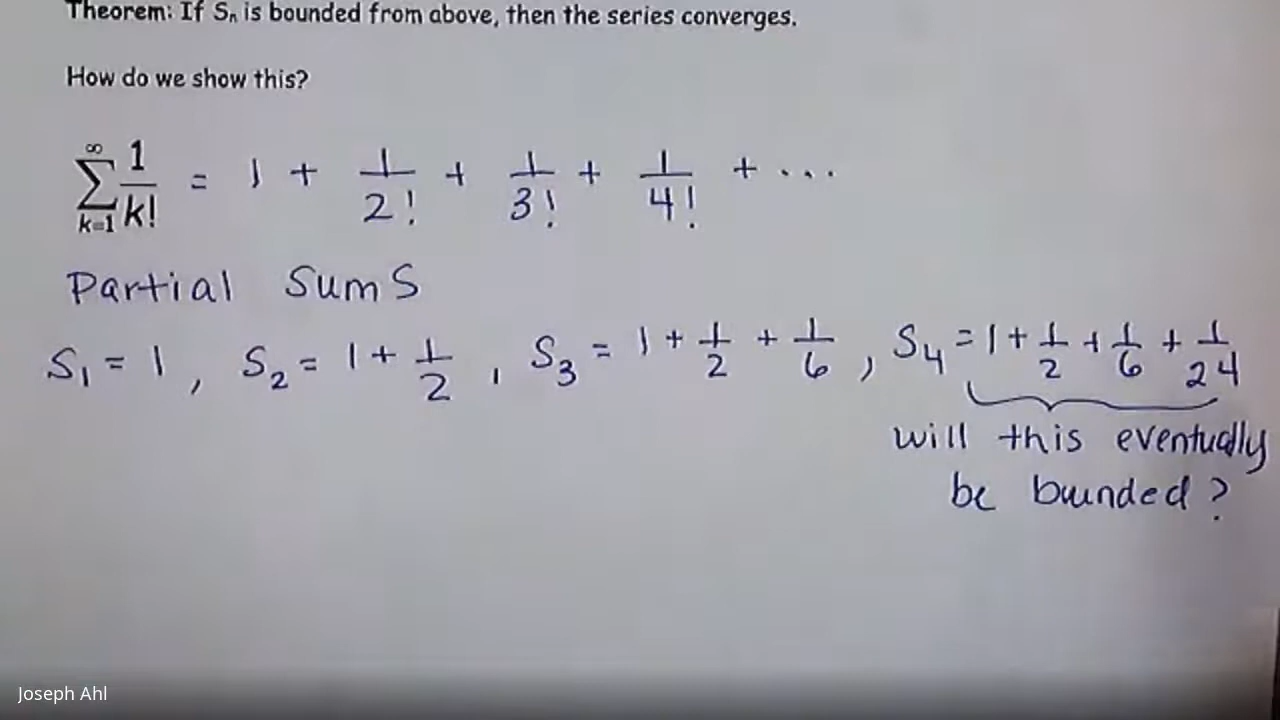 Theorem: If Sₙ is bounded from above, then the series converges.
How do we show this?
∞∑k=1 1/k! = 1 + 1/2! + 1/3! + 1/4! + ...
Partial Sums
S₁ = 1 , S₂ = 1 + 1/2 , S₃ = 1 + 1/2 + 1/6 , S₄ = 1 + 1/2 + 1/6 + 1/24
will this eventually
be bounded?
Joseph Ahl